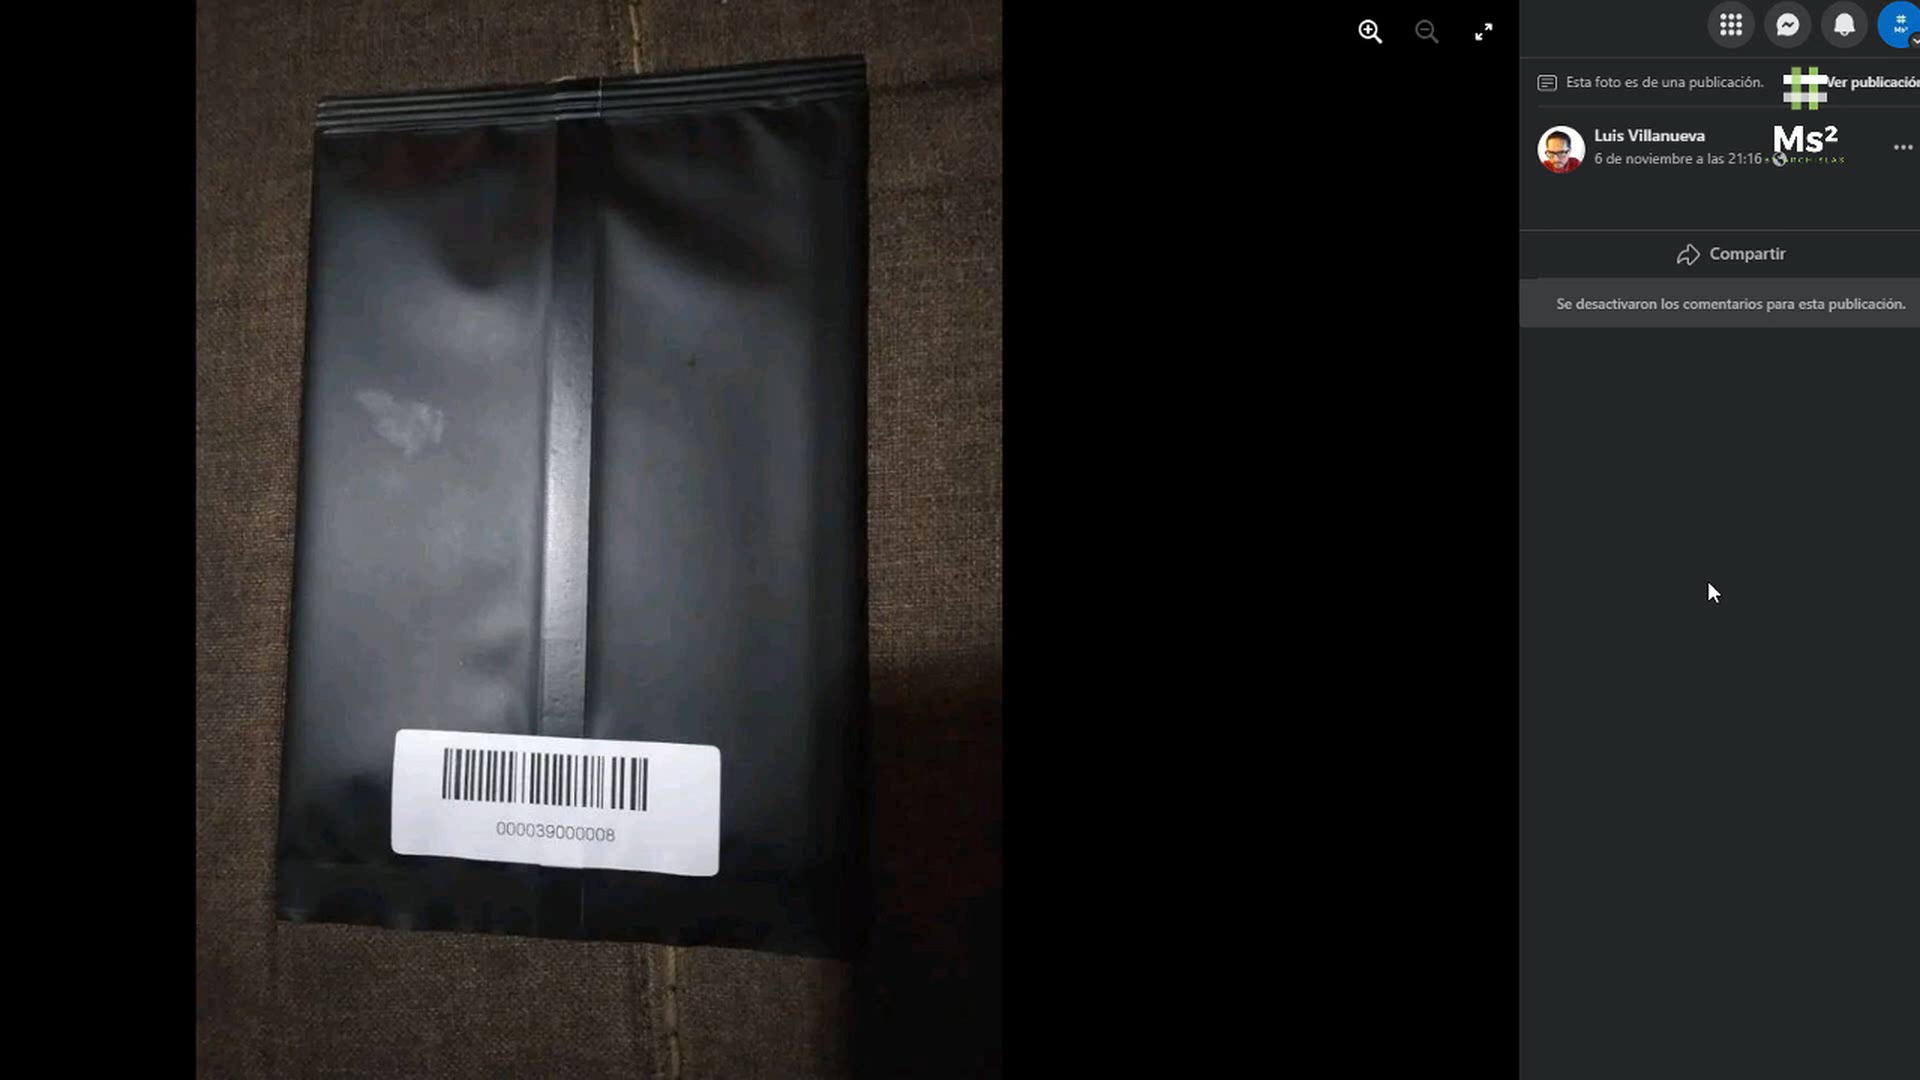 000039000008
Esta foto es de una publicación.
Ver publicación
Luis Villanueva
6 de noviembre a las 21:16
Ms²
Compartir
Se desactivaron los comentarios para esta publicación.